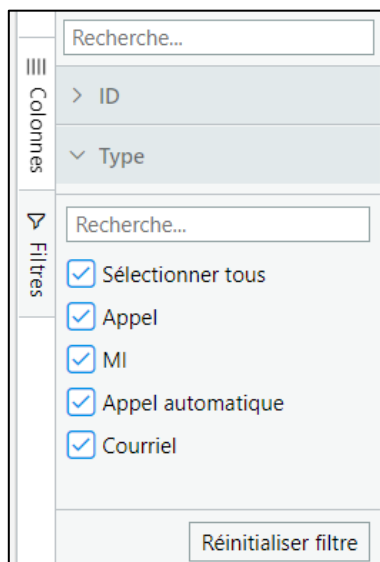 Recherche...
Colonnes
ID
Type
Filtres
Recherche...
Sélectionner tous
Appel
MI
Appel automatique
Courriel
Réinitialiser filtre